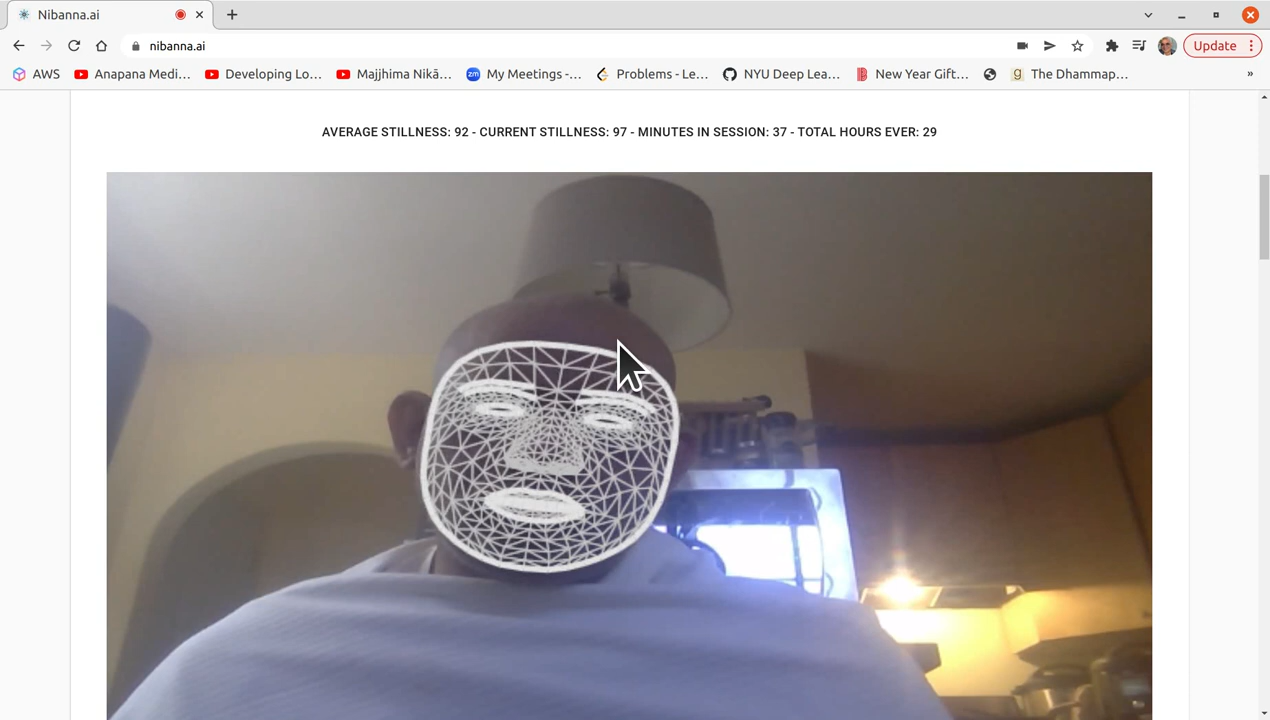 Nibanna.ai
nibanna.ai
Update
AWS
Anapana Medi...
Developing Lo...
Majjhima Nikā...
zm
My Meetings -...
Problems - Le...
NYU Deep Lea...
New Year Gift...
g
The Dhammap...
»
AVERAGE STILLNESS: 92 - CURRENT STILLNESS: 97 - MINUTES IN SESSION: 37 - TOTAL HOURS EVER: 29